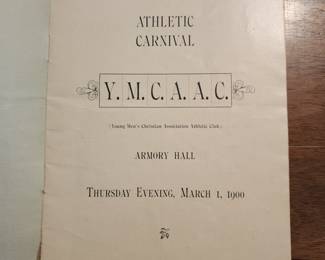 ATHLETIC
CARNIVAL
Y. M. C. A. A. C.
(Young Men's Christian Association Athletic Club)
ARMORY HALL
THURSDAY EVENING, MARCH 1, 1900